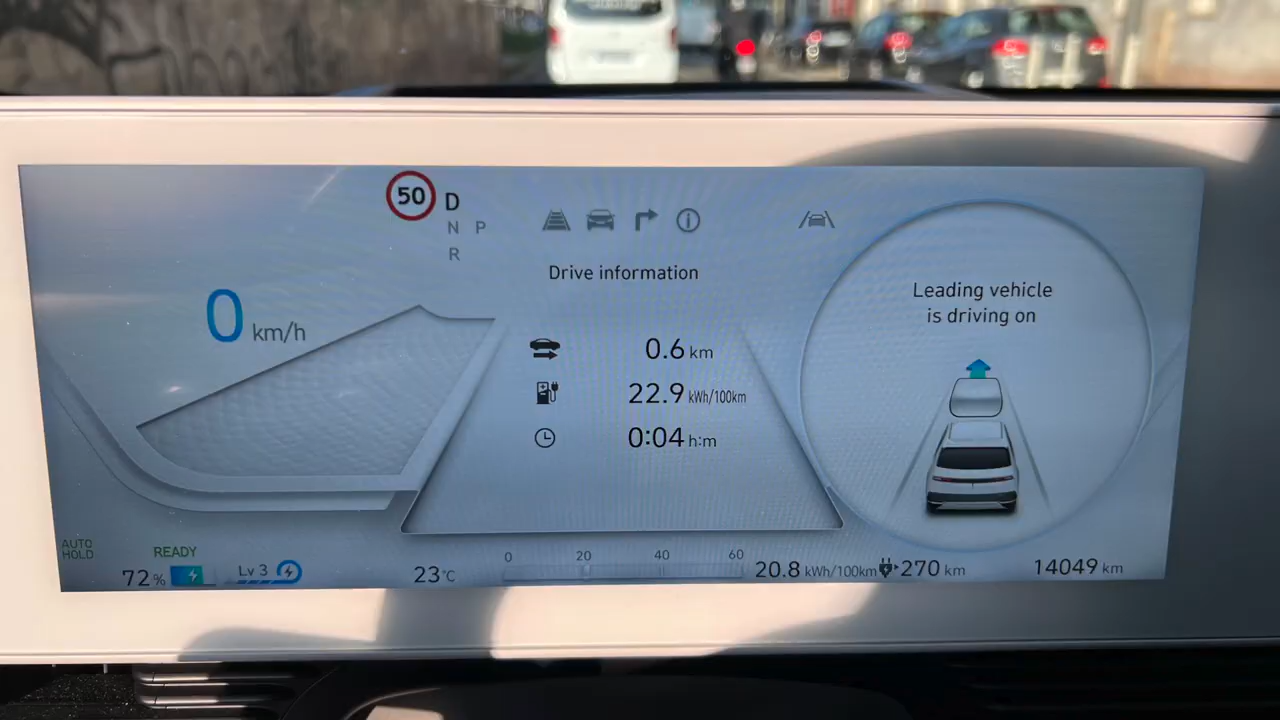 50 D
N P
R
0 km/h
Drive information
0.6 km
22.9 kWh/100km
0:04 h:m
Leading vehicle
is driving on
AUTO
HOLD
READY
72% Lv 3
23°C
0 20 40 60
20.8 kWh/100km
270 km
14049 km